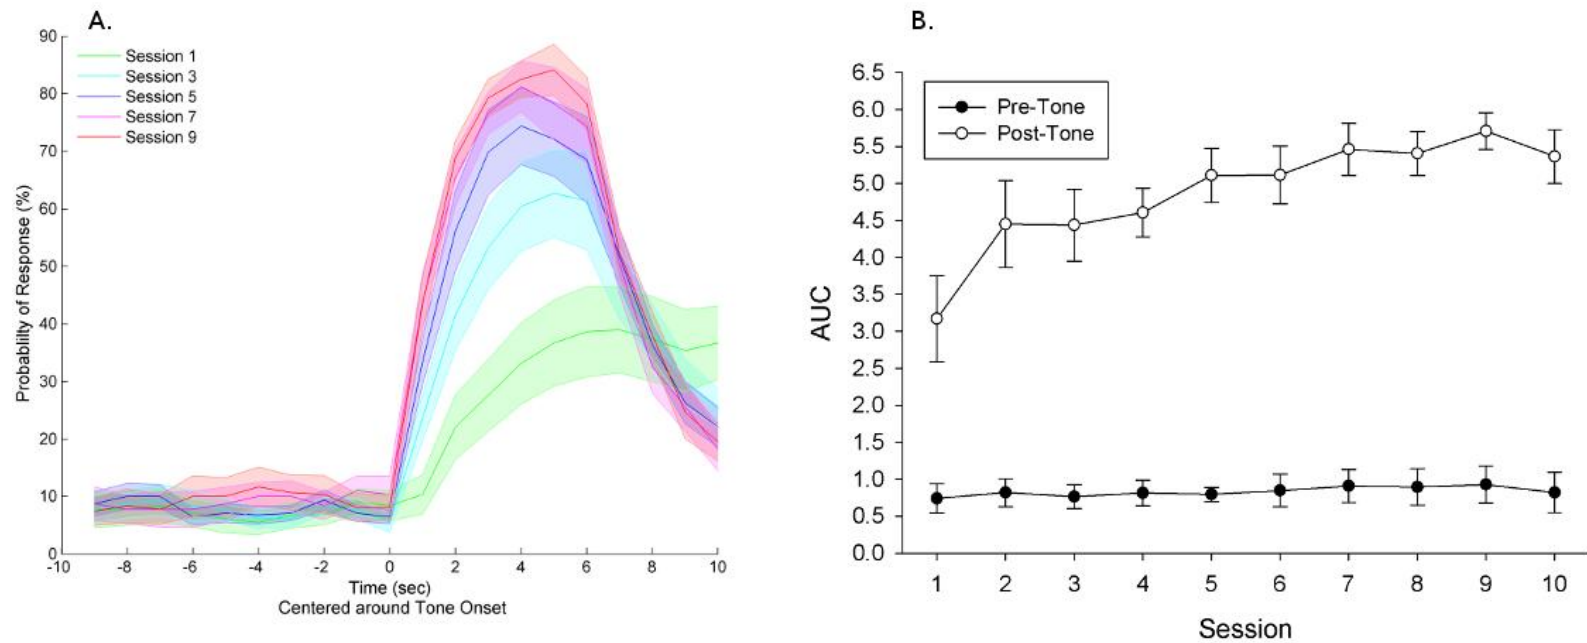 A.
90
80
70
60
50
40
30
20
10
0
Probablilty of Response (%)
Session 1
Session 3
Session 5
Session 7
Session 9
-10 -8 -6 -4 -2 0 2 4 6 8 10
Time (sec)
Centered around Tone Onset
B.
6.5
6.0
5.5
5.0
4.5
4.0
3.5
3.0
2.5
2.0
1.5
1.0
0.5
0.0
AUC
Pre-Tone
Post-Tone
1 2 3 4 5 6 7 8 9 10
Session